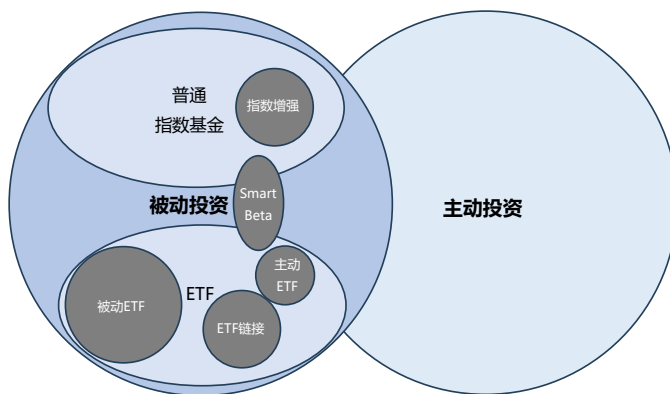 普通
指数基金
指数增强
Smart
Beta
被动投资
主动投资
主动
ETF
ETF
被动ETF
ETF链接